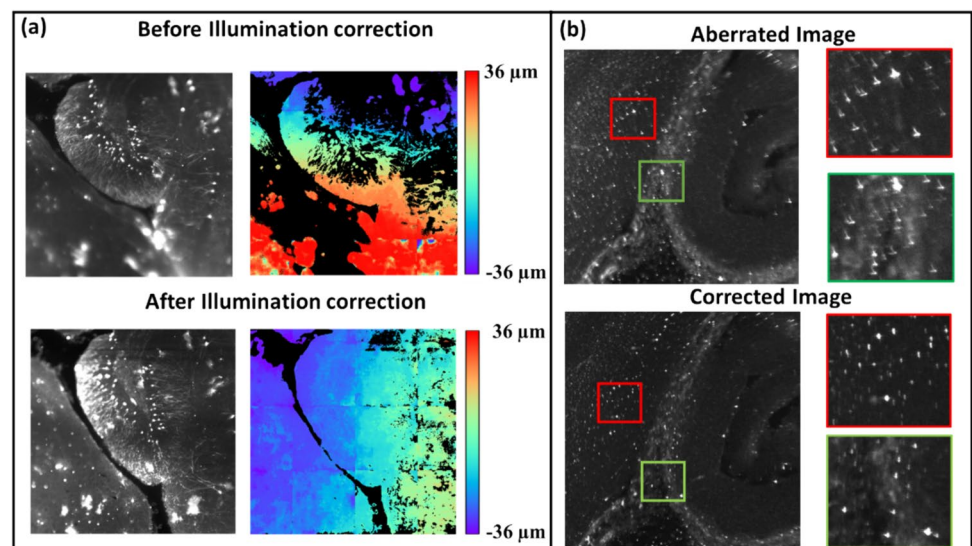 (a)
Before Illumination correction
36 µm
-36 µm
After Illumination correction
36 µm
-36 µm
(b)
Aberrated Image
Corrected Image